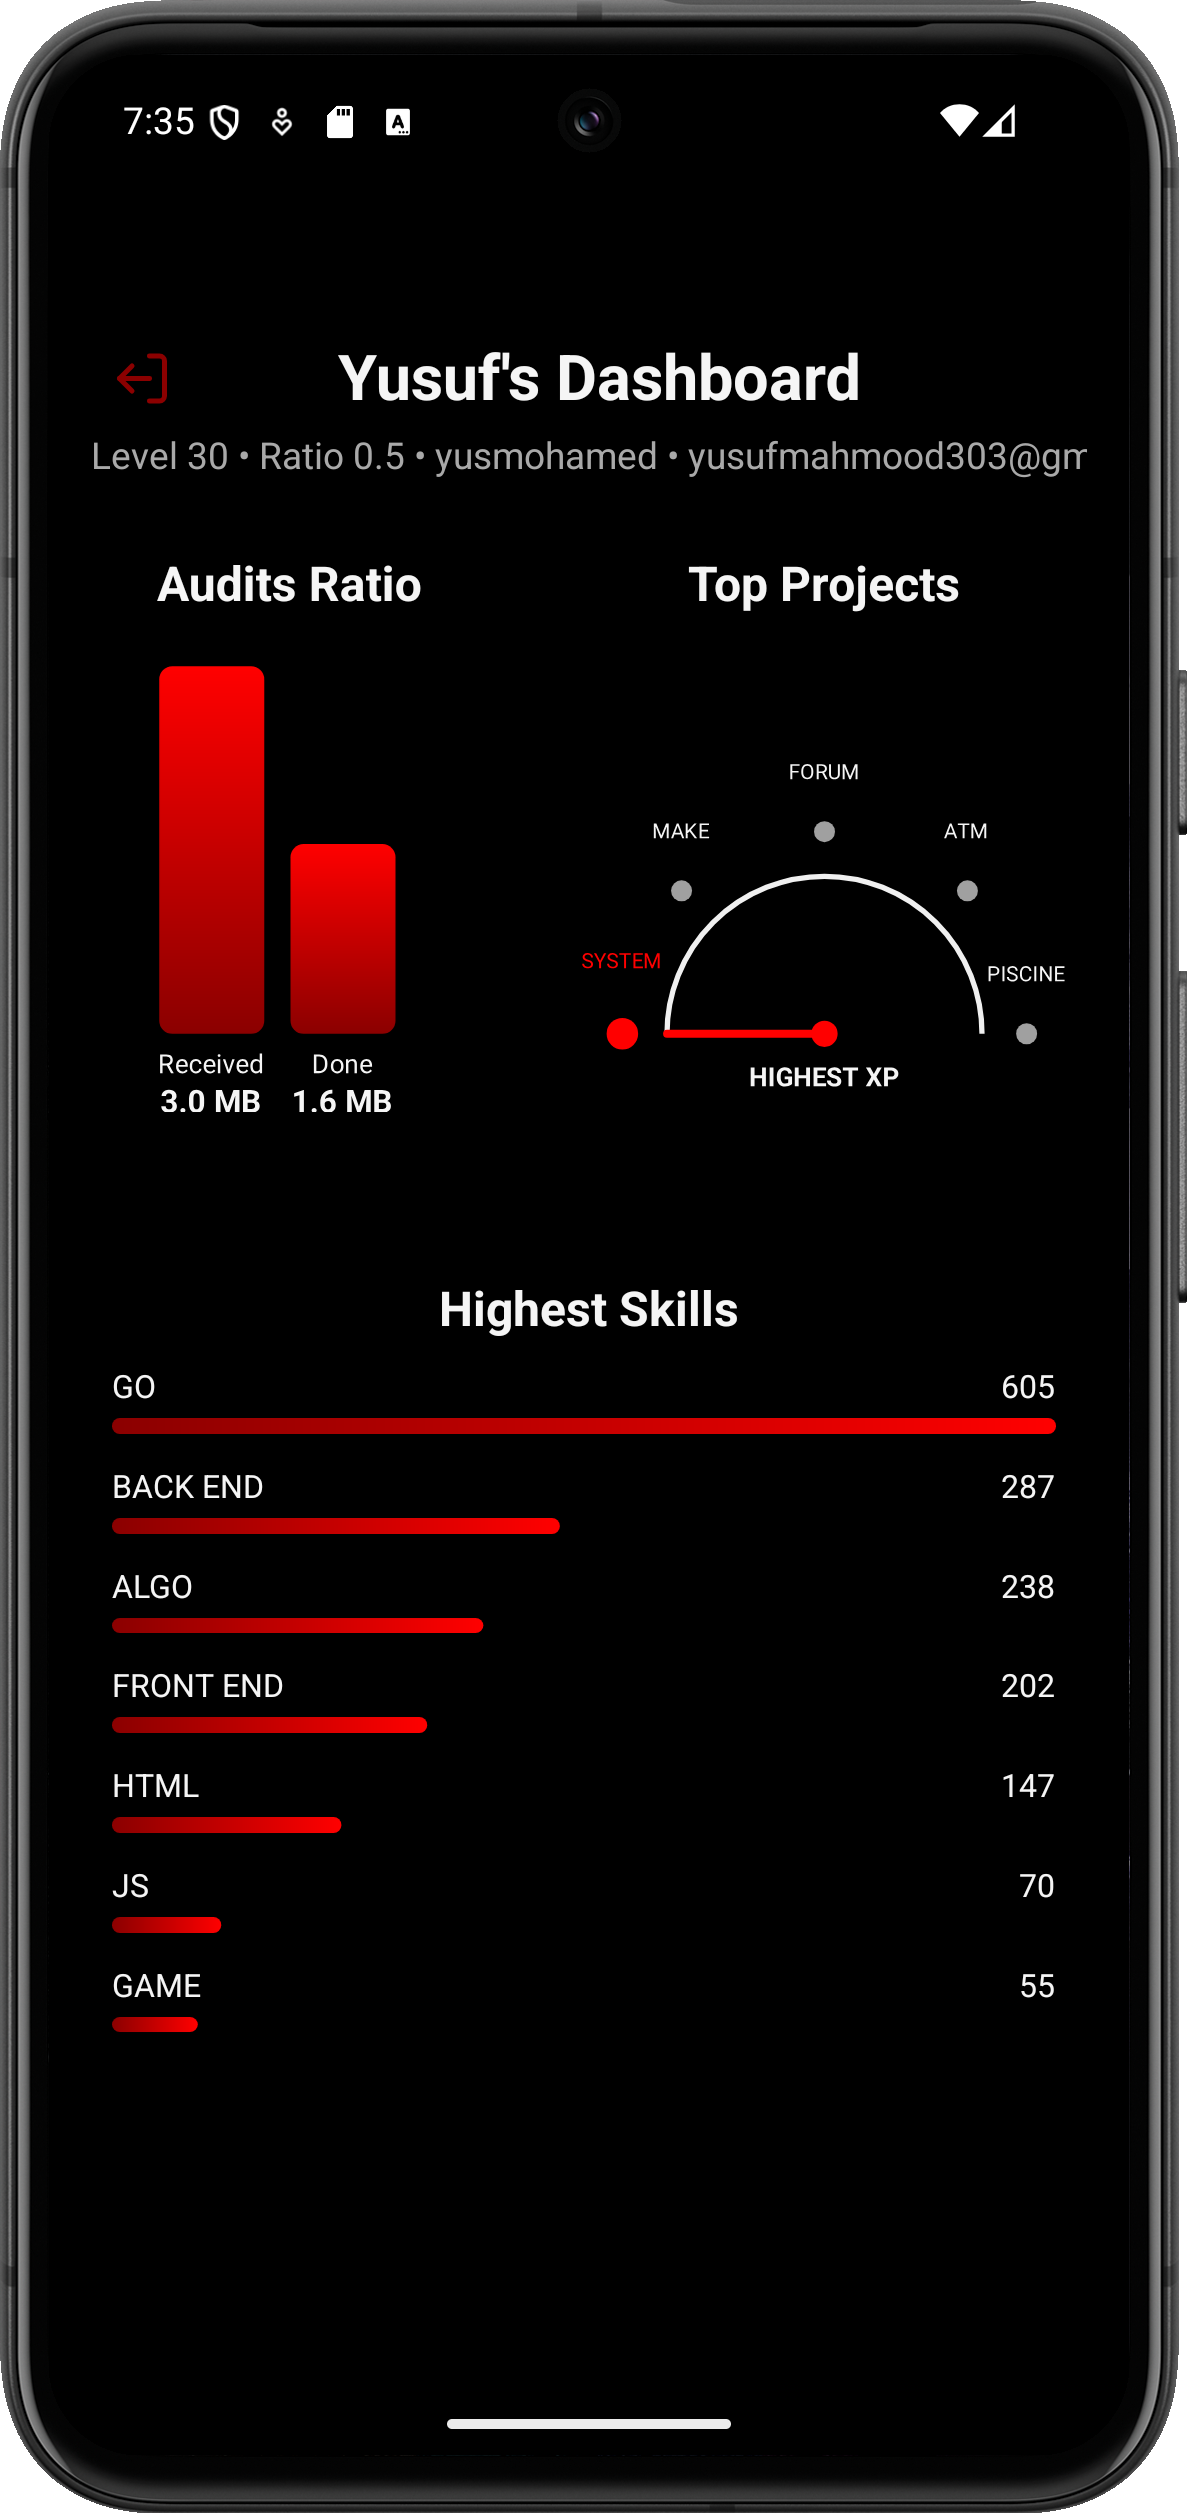 7:35
Yusuf's Dashboard
Level 30 • Ratio 0.5 • yusmohamed • yusufmahmood303@gm
Audits Ratio
Top Projects
FORUM
MAKE
ATM
SYSTEM
PISCINE
Received
Done
3.0 MB
1.6 MB
HIGHEST XP
Highest Skills
GO 605
BACK END 287
ALGO 238
FRONT END 202
HTML 147
JS 70
GAME 55